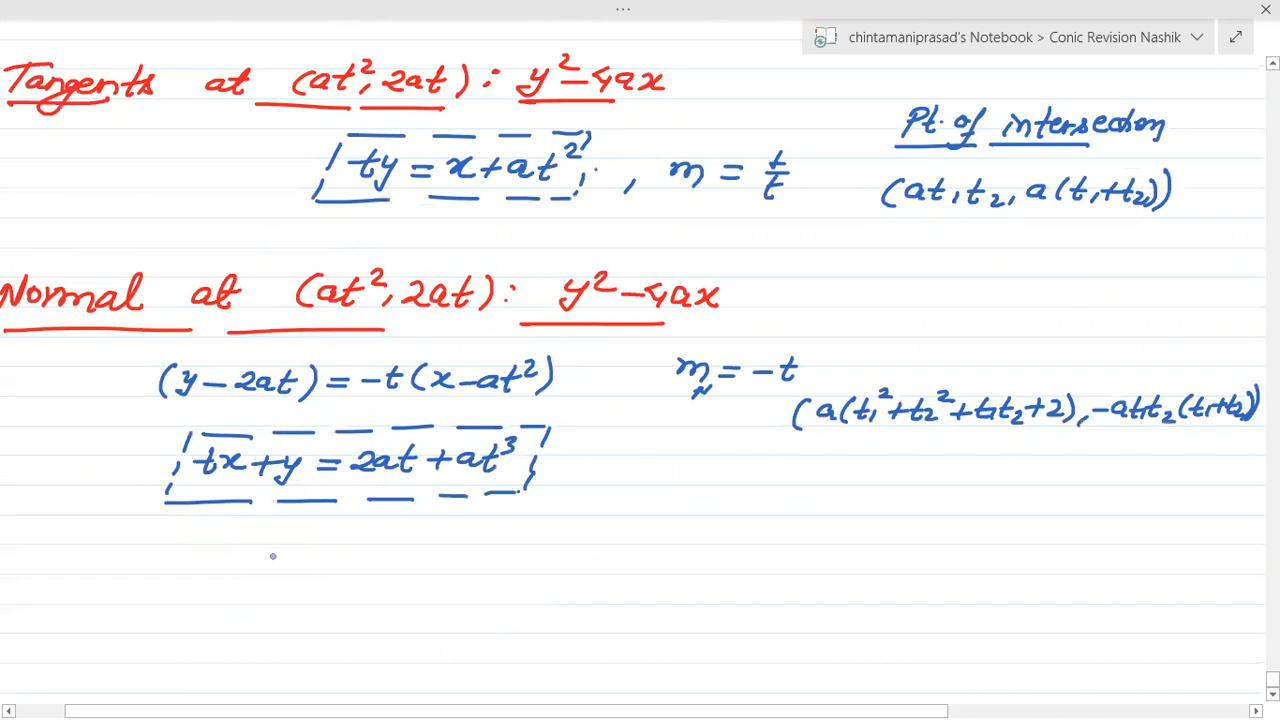 chintamaniprasad's Notebook > Conic Revision Nashik
Tangents at (at², 2at) : y²-4ax
ty = x + at² , m = t/t
Pt. of intersection
(at₁t₂, a(t₁+t₂))
Normal at (at², 2at) : y²-4ax
(y - 2at) = -t(x - at²)
m = -t
(a(t₁²+t₂²+t₁t₂+2), -at₁t₂(t₁+t₂))
tx + y = 2at + at³